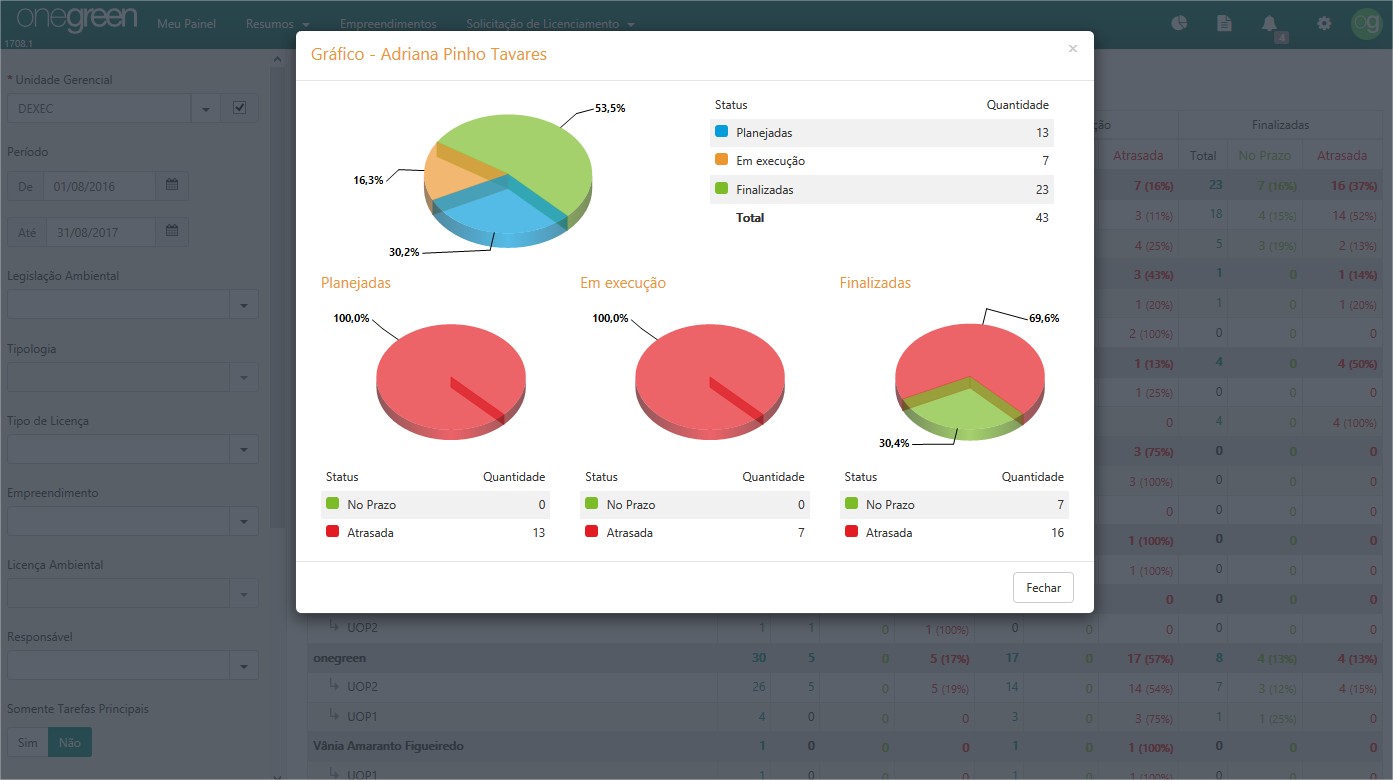 onegreen Meu Painel Resumos Empreendimentos Solicitação de Licenciamento 4 og
1708.1
* Unidade Gerencial
DEXEC
Período
De 01/08/2016
Até 31/08/2017
Legislação Ambiental
Tipologia
Tipo de Licença
Empreendimento
Licença Ambiental
Responsável
Somente Tarefas Principais
Sim Não
Gráfico - Adriana Pinho Tavares ×
53,5%
16,3%
30,2%
Status Quantidade
Planejadas 13
Em execução 7
Finalizadas 23
Total 43
Planejadas
100,0%
Status Quantidade
No Prazo 0
Atrasada 13
Em execução
100,0%
Status Quantidade
No Prazo 0
Atrasada 7
Finalizadas
69,6%
30,4%
Status Quantidade
No Prazo 7
Atrasada 16
Fechar
ção Finalizadas
Atrasada Total No Prazo Atrasada
7 (16%) 23 7 (16%) 16 (37%)
3 (11%) 18 4 (15%) 14 (52%)
4 (25%) 5 3 (19%) 2 (13%)
3 (43%) 1 0 1 (14%)
1 (20%) 1 0 1 (20%)
2 (100%) 0 0 0
1 (13%) 4 0 4 (50%)
1 (25%) 0 0 0
0 4 0 4 (100%)
3 (75%) 0 0 0
3 (100%) 0 0 0
0 0 0 0
1 (100%) 0 0 0
1 (100%) 0 0 0
0 0 0 0
UOP2 1 1 0 1 (100%) 0 0 0 0 0 0
onegreen 30 5 0 5 (17%) 17 0 17 (57%) 8 4 (13%) 4 (13%)
UOP2 26 5 0 5 (19%) 14 0 14 (54%) 7 3 (12%) 4 (15%)
UOP1 4 0 0 0 3 0 3 (75%) 1 1 (25%) 0
Vânia Amaranto Figueiredo 1 0 0 0 1 0 1 (100%) 0 0 0
UOP1 1 0 0 0 1 0 1 (100%) 0 0 0